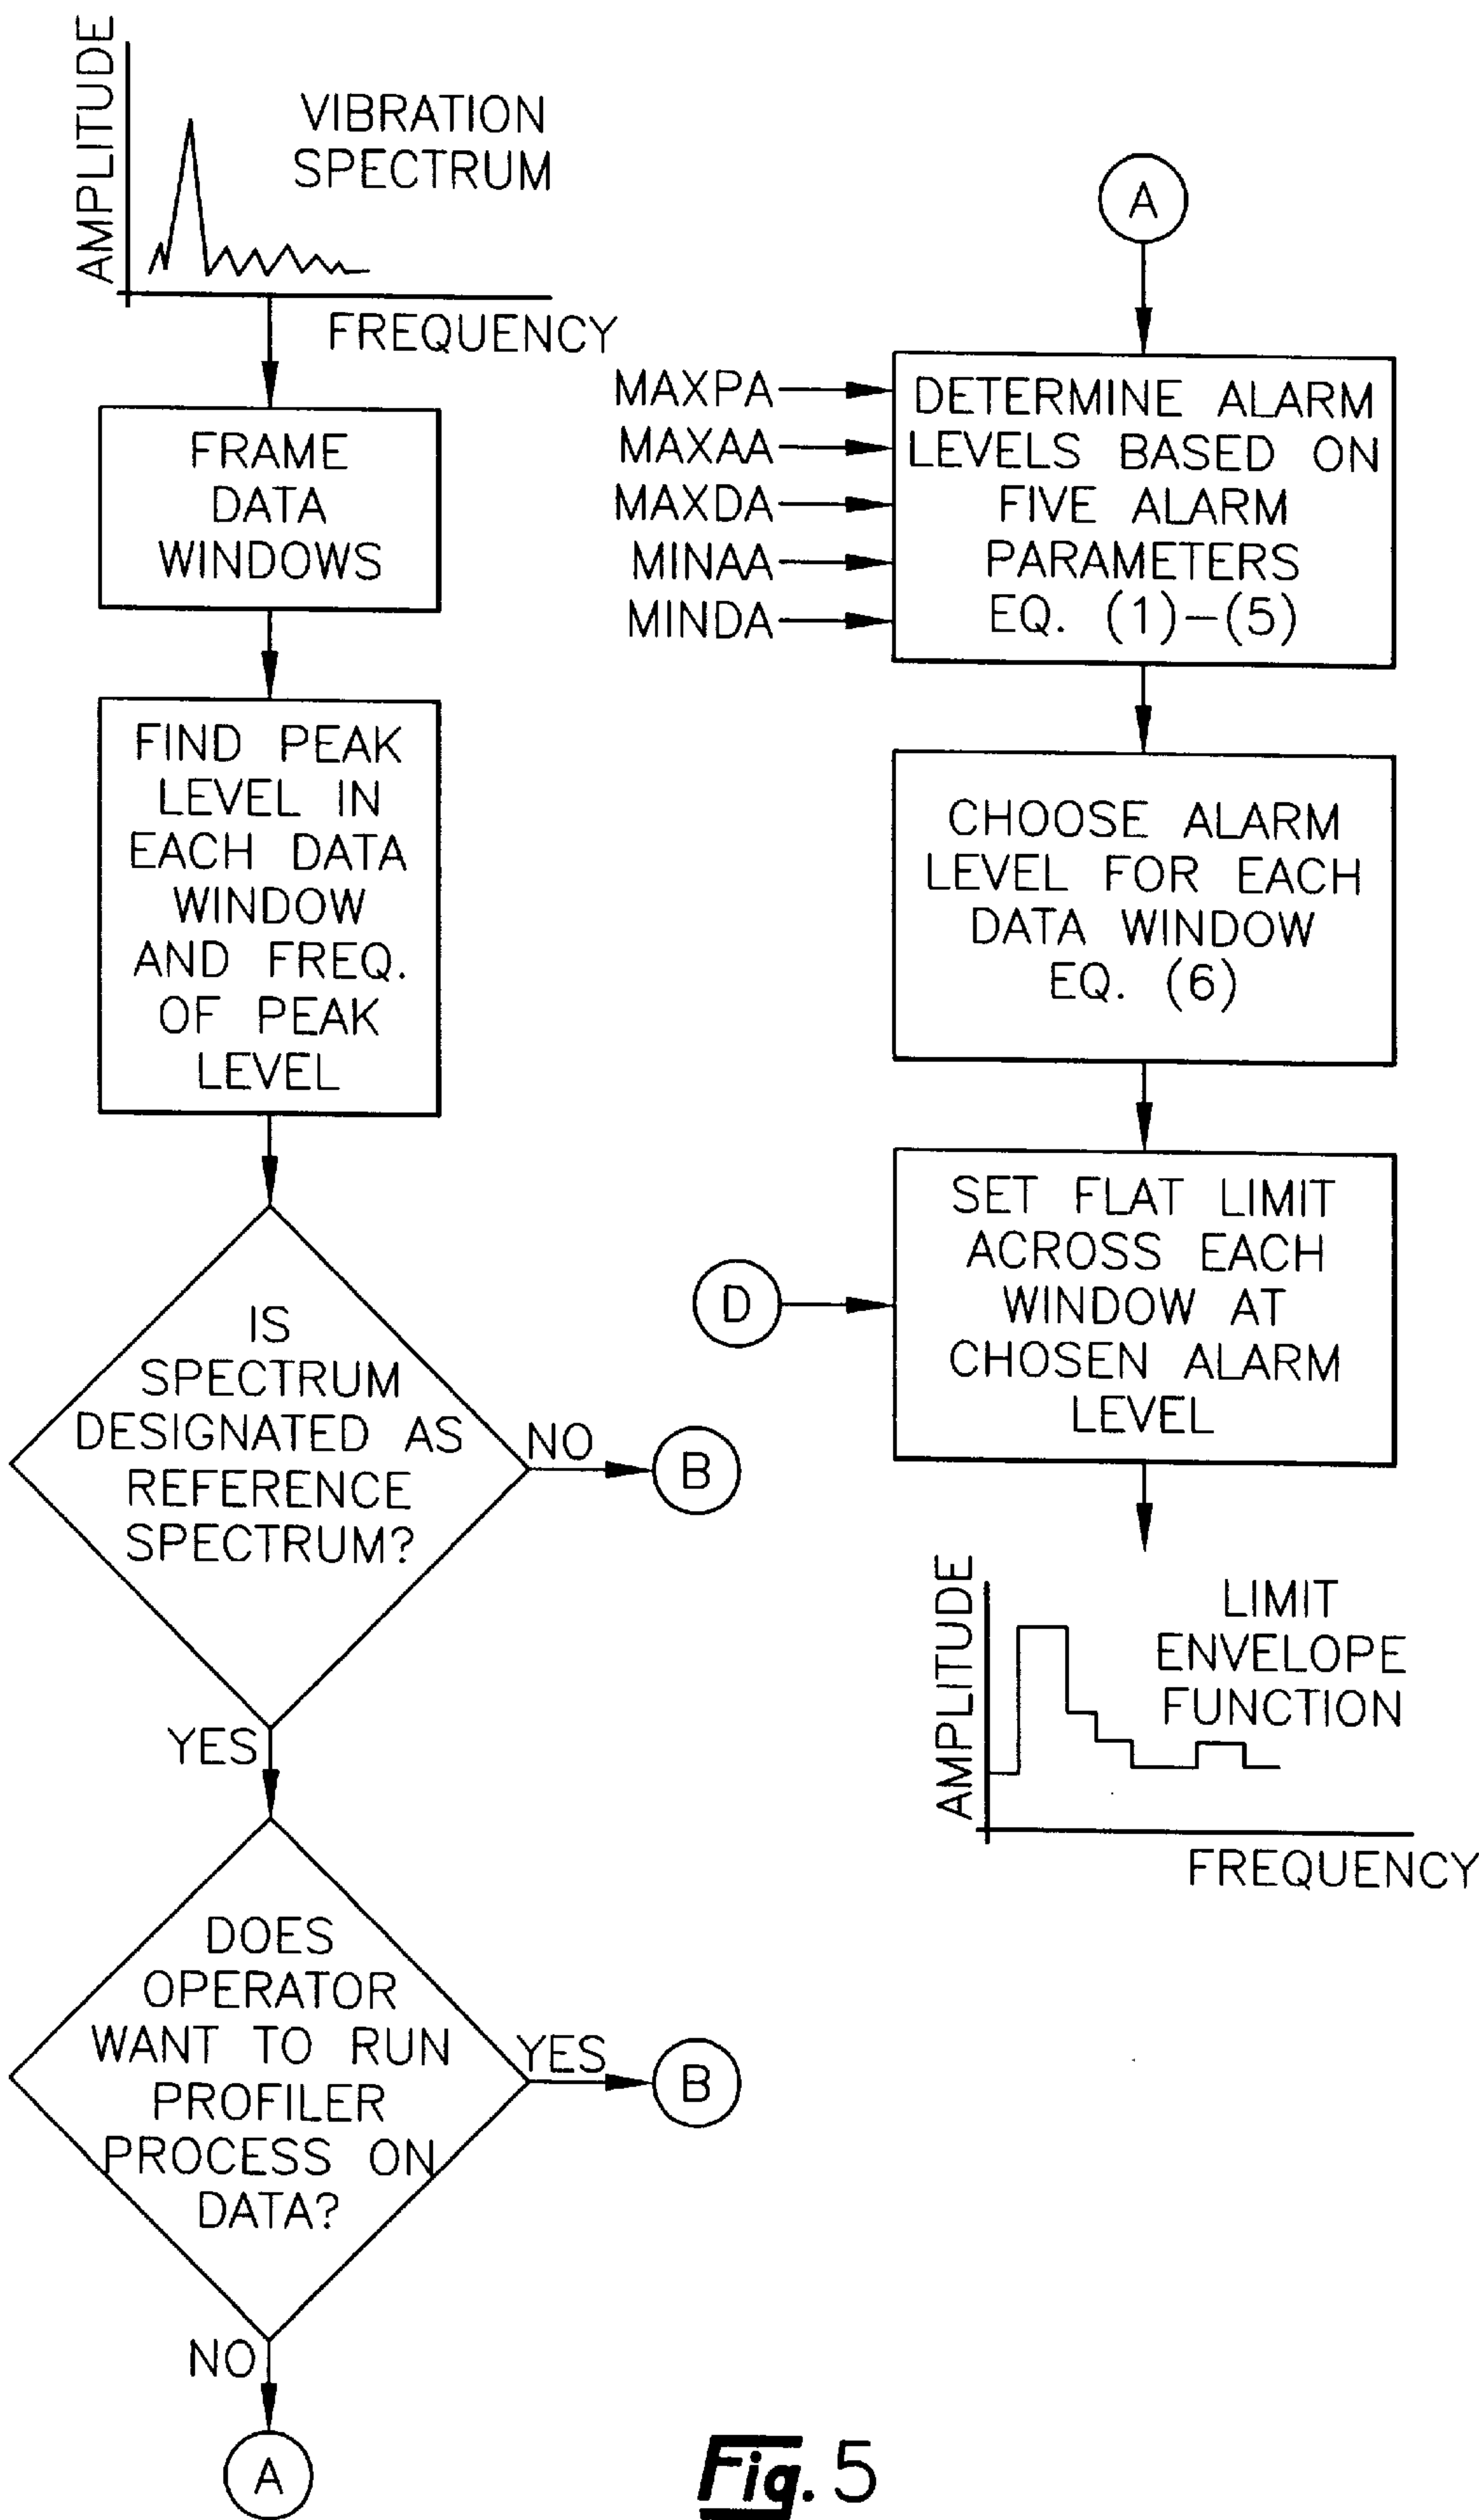 AMPLITUDE
VIBRATION
SPECTRUM
FREQUENCY
FRAME
DATA
WINDOWS
FIND PEAK
LEVEL IN
EACH DATA
WINDOW
AND FREQ.
OF PEAK
LEVEL
IS
SPECTRUM
DESIGNATED AS
REFERENCE
SPECTRUM?
NO
B
YES
DOES
OPERATOR
WANT TO RUN
PROFILER
PROCESS ON
DATA?
YES
B
NO
A
A
MAXPA
MAXAA
MAXDA
MINAA
MINDA
DETERMINE ALARM
LEVELS BASED ON
FIVE ALARM
PARAMETERS
EQ. (1)-(5)
CHOOSE ALARM
LEVEL FOR EACH
DATA WINDOW
EQ. (6)
D
SET FLAT LIMIT
ACROSS EACH
WINDOW AT
CHOSEN ALARM
LEVEL
AMPLITUDE
LIMIT
ENVELOPE
FUNCTION
FREQUENCY
Fig. 5